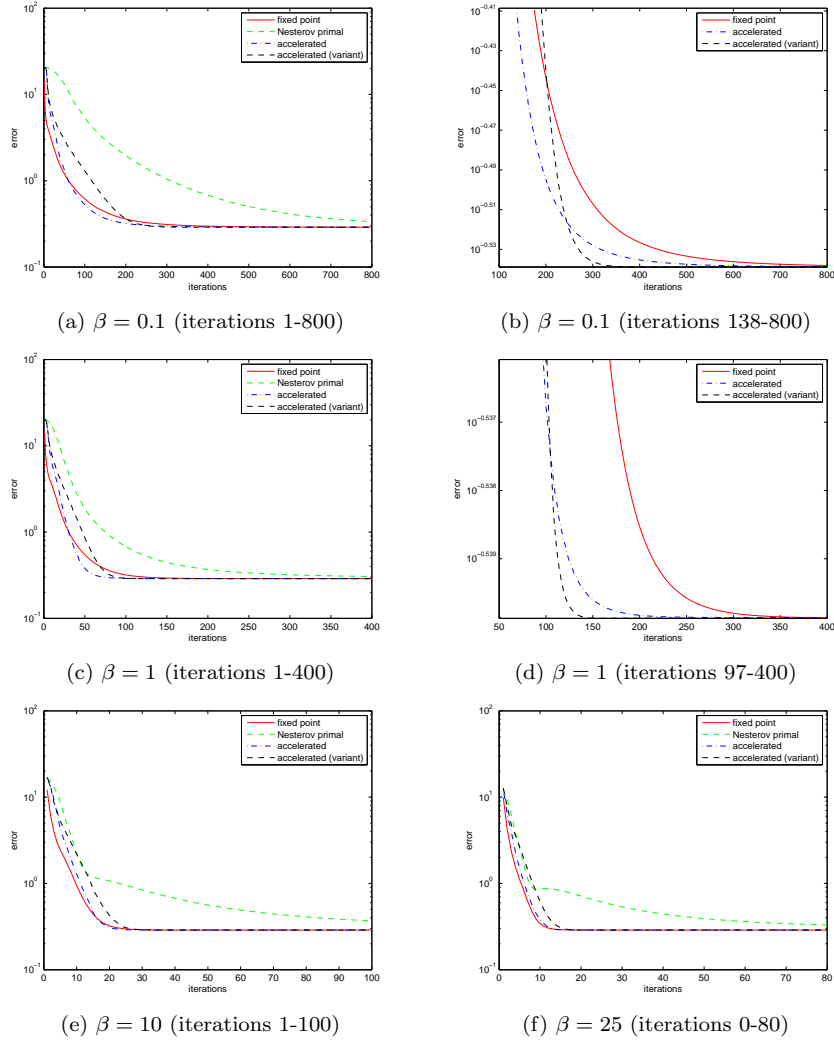 10^2
10^1
10^0
10^-1
error
0 100 200 300 400 500 600 700 800
iterations
fixed point
Nesterov primal
accelerated
accelerated (variant)
(a) β = 0.1 (iterations 1-800)
10^-0.41
10^-0.43
10^-0.45
10^-0.47
10^-0.49
10^-0.51
10^-0.53
error
100 200 300 400 500 600 700 800
iterations
fixed point
accelerated
accelerated (variant)
(b) β = 0.1 (iterations 138-800)
10^2
10^1
10^0
10^-1
error
0 50 100 150 200 250 300 350 400
iterations
fixed point
Nesterov primal
accelerated
accelerated (variant)
(c) β = 1 (iterations 1-400)
10^-0.537
10^-0.538
10^-0.539
error
50 100 150 200 250 300 350 400
iterations
fixed point
accelerated
accelerated (variant)
(d) β = 1 (iterations 97-400)
10^2
10^1
10^0
10^-1
error
0 10 20 30 40 50 60 70 80 90 100
iterations
fixed point
Nesterov primal
accelerated
accelerated (variant)
(e) β = 10 (iterations 1-100)
10^2
10^1
10^0
10^-1
error
0 10 20 30 40 50 60 70 80
iterations
fixed point
Nesterov primal
accelerated
accelerated (variant)
(f) β = 25 (iterations 0-80)